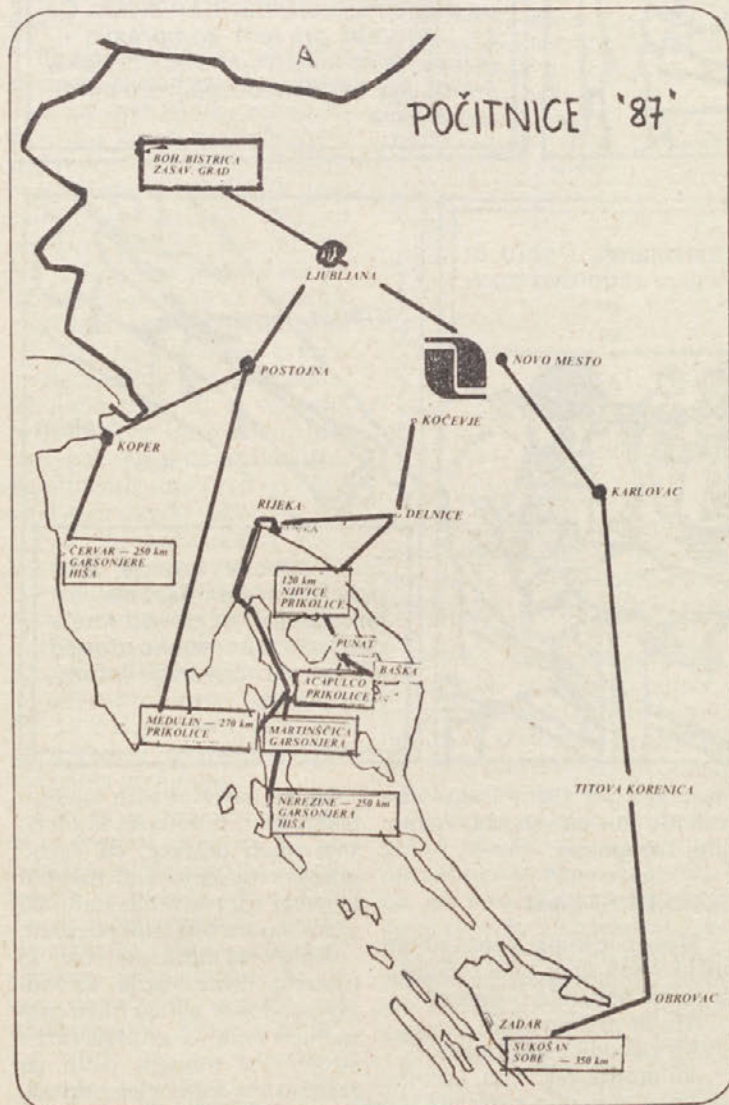 A
POČITNICE '87'
BOH. BISTRICA
ZASAV. GRAD
LJUBLJANA
POSTOJNA
NOVO MESTO
KOČEVJE
KOPER
KARLOVAC
RIJEKA
DELNICE
ČERVAR — 250 km
GARSONJERE
HIŠA
120 km
NJIVICE
PRIKOLICE
PUNAT
BAŠKA
ACAPULCO
PRIKOLICE
MEDULIN — 270 km
PRIKOLICE
MARTINŠČICA
GARSONJERA
TITOVA KORENICA
NEREZINE — 250 km
GARSONJERA
HIŠA
OBROVAC
ZADAR
SUKOŠAN
SOBE — 350 km